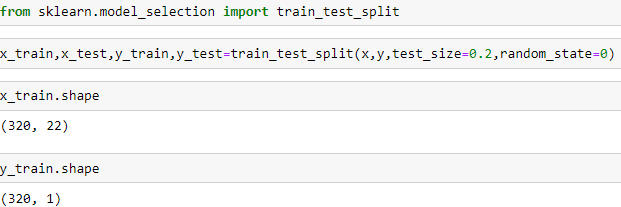 from sklearn.model_selection import train_test_split
x_train,x_test,y_train,y_test=train_test_split(x,y,test_size=0.2,random_state=0)
x_train.shape
(320, 22)
y_train.shape
(320, 1)